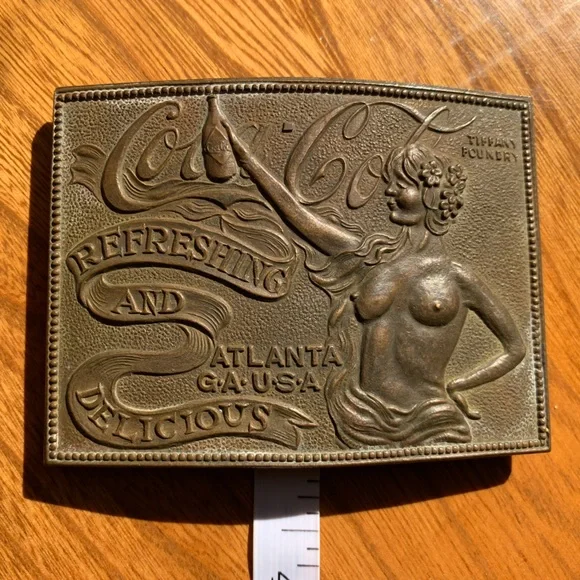 Coca-Cola
TIFFANY
FOUNDRY
REFRESHING
AND
DELICIOUS
ATLANTA
G·A·U·S·A